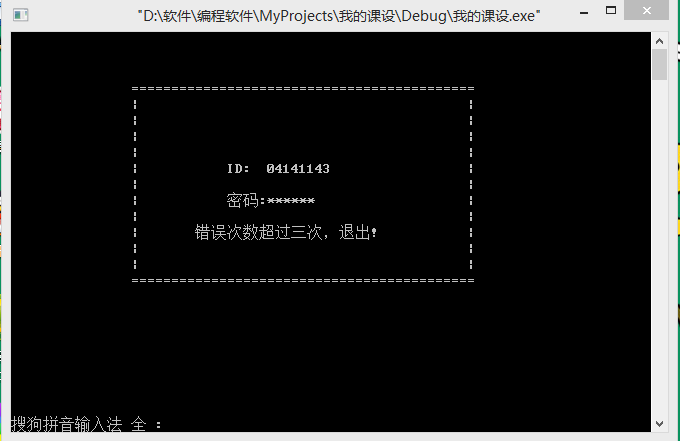 "D:\软件\编程软件\MyProjects\我的课设\Debug\我的课设.exe"
ID: 04141143
密码:******
错误次数超过三次，退出!
搜狗拼音输入法 全 :